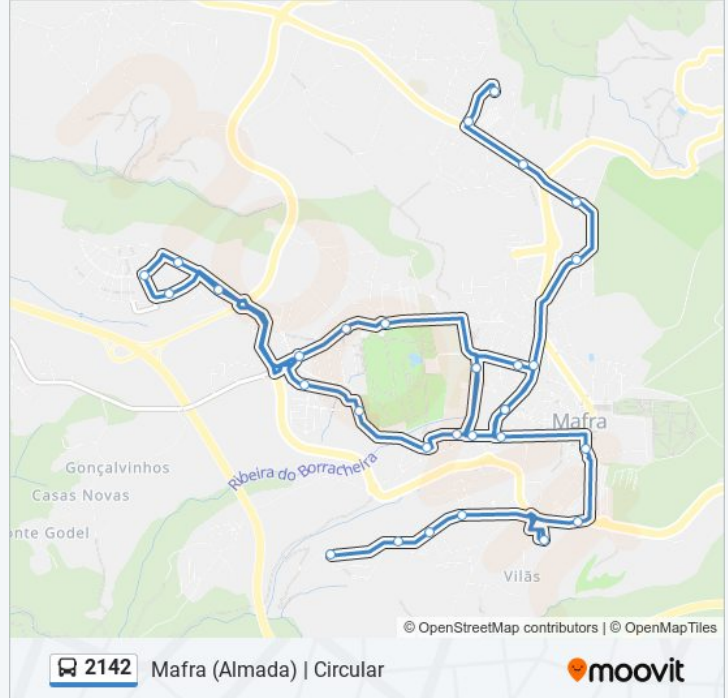 Mafra
Ribeira do Borracheira
Gonçalvinhos
Casas Novas
onte Godel
Vilãs
© OpenStreetMap contributors | © OpenMapTiles
2142 Mafra (Almada) | Circular
moovit